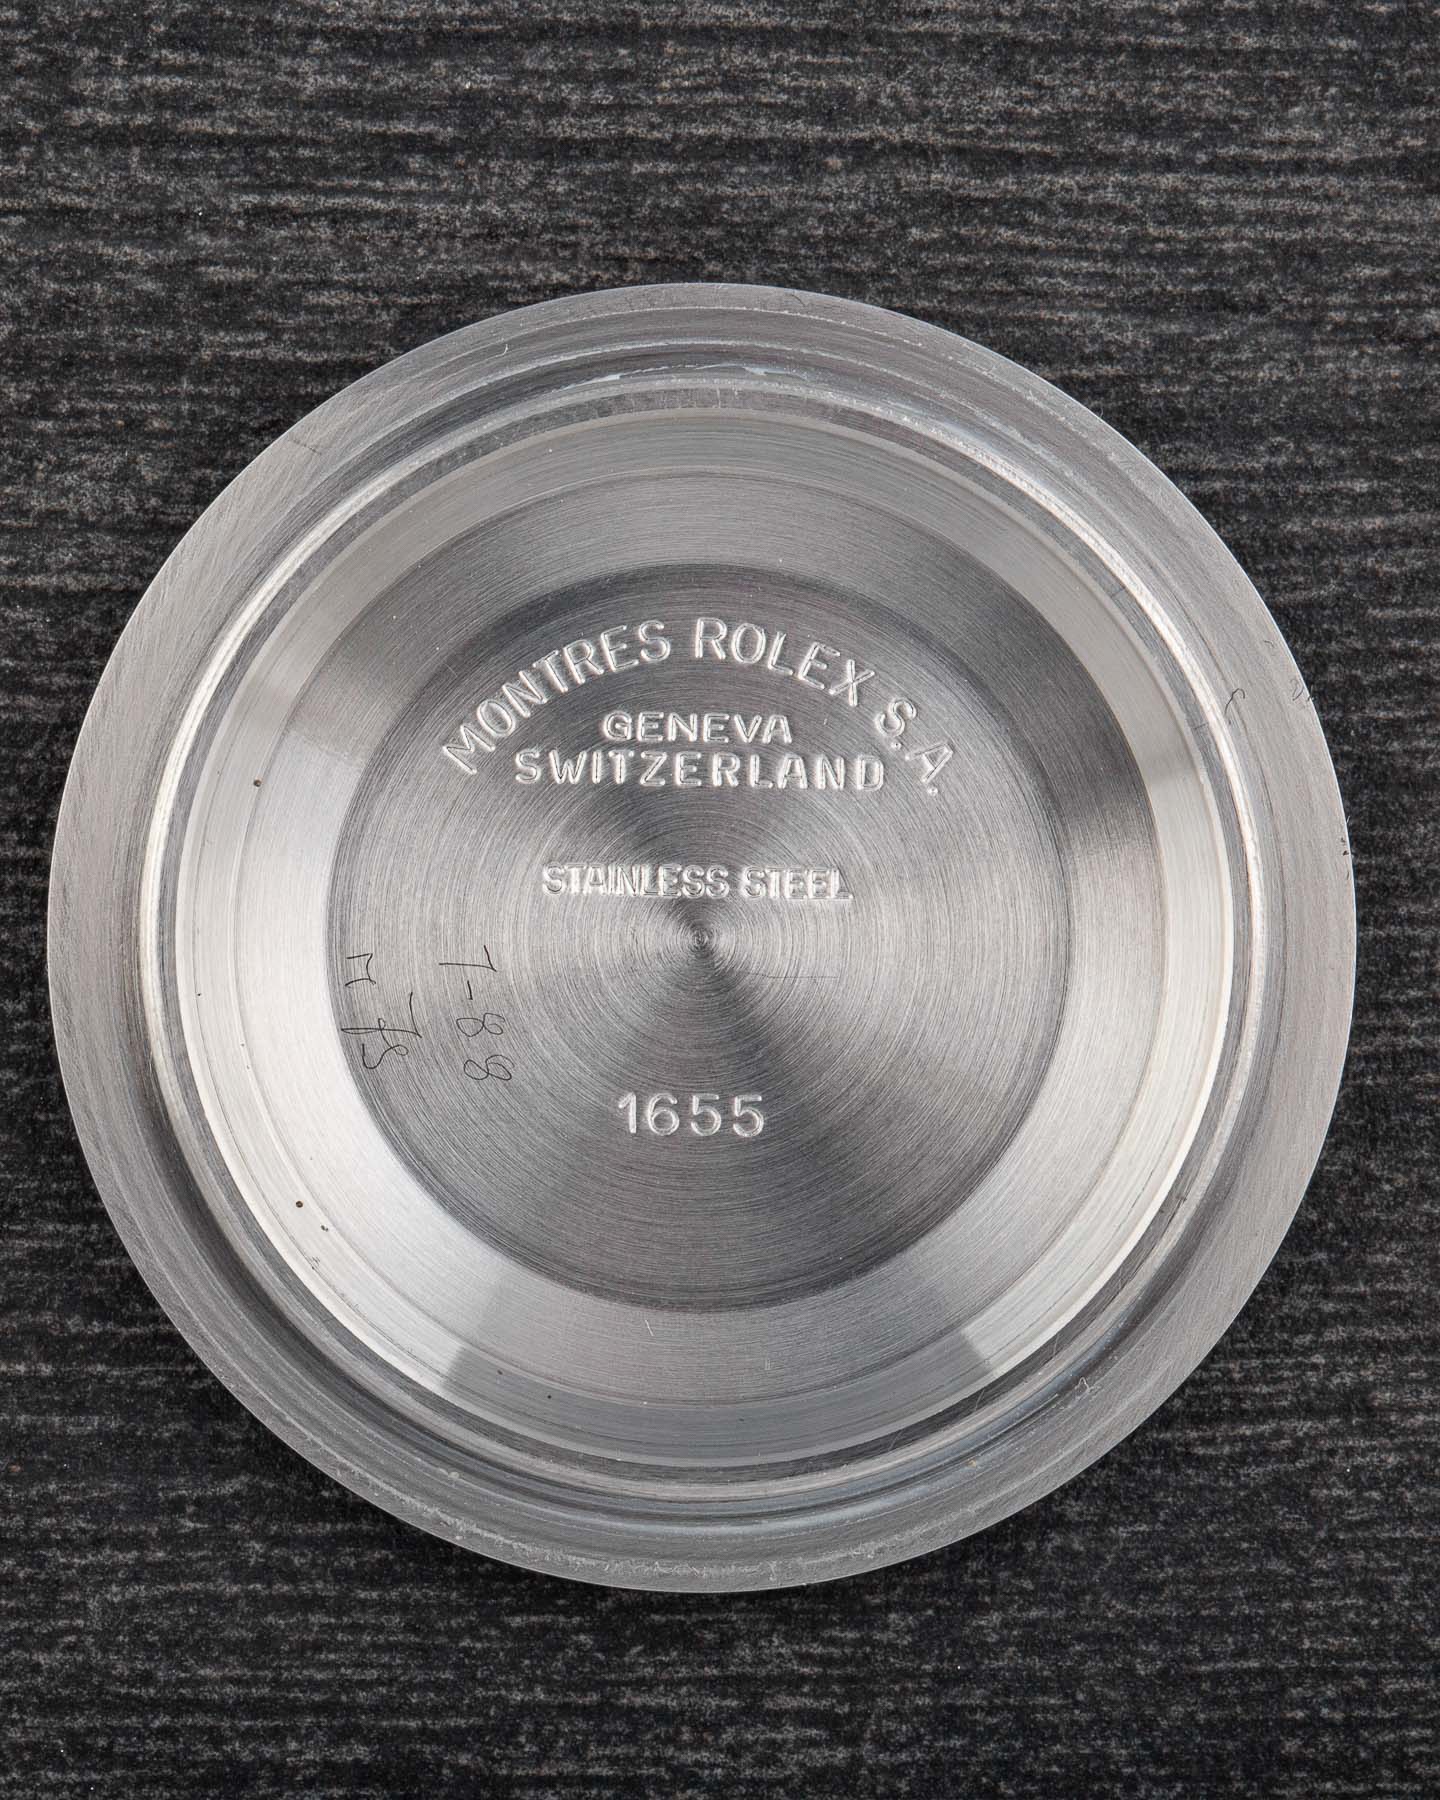 MONTRES ROLEX S.A.
GENEVA
SWITZERLAND
STAINLESS STEEL
7-88
1655